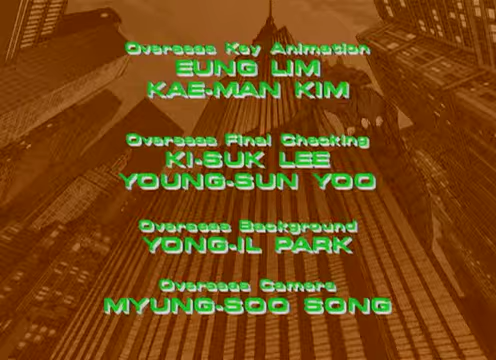 Overseas Key Animation
EUNG LIM
KAE-MAN KIM
Overseas Final Checking
KI-SUK LEE
YOUNG-SUN YOO
Overseas Background
YONG-IL PARK
Overseas Camera
MYUNG-SOO SONG